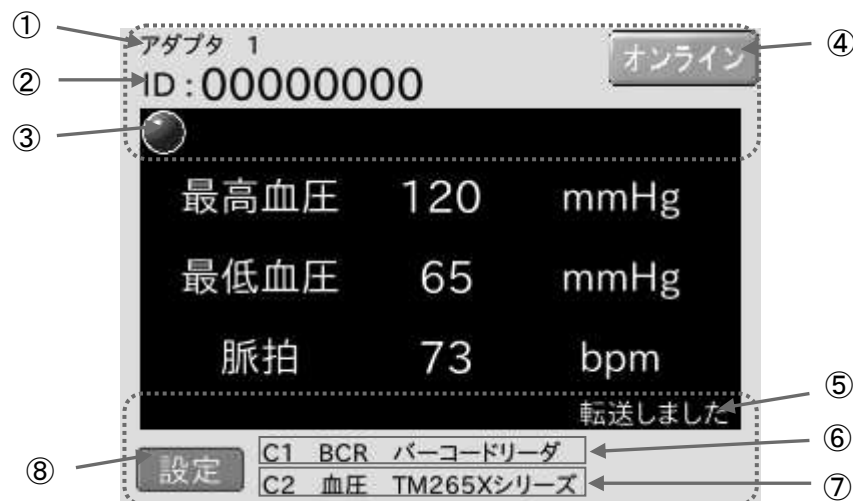 ①
アダプタ 1
オンライン
④
②
ID:00000000
③
最高血圧 120 mmHg
最低血圧 65 mmHg
脈拍 73 bpm
⑤
転送しました
⑥
C1 BCR バーコードリーダ
⑧
設定
C2 血圧 TM265Xシリーズ
⑦